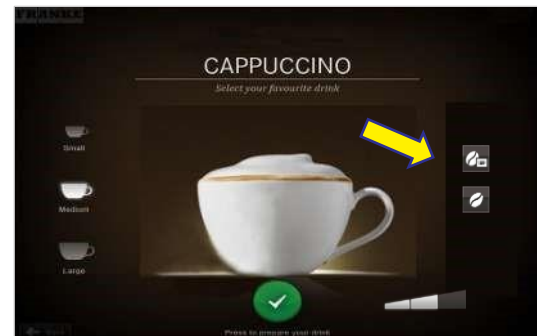 FRANKE
CAPPUCCINO
Select your favourite drink
Small
Medium
Large
Press to prepare your drink